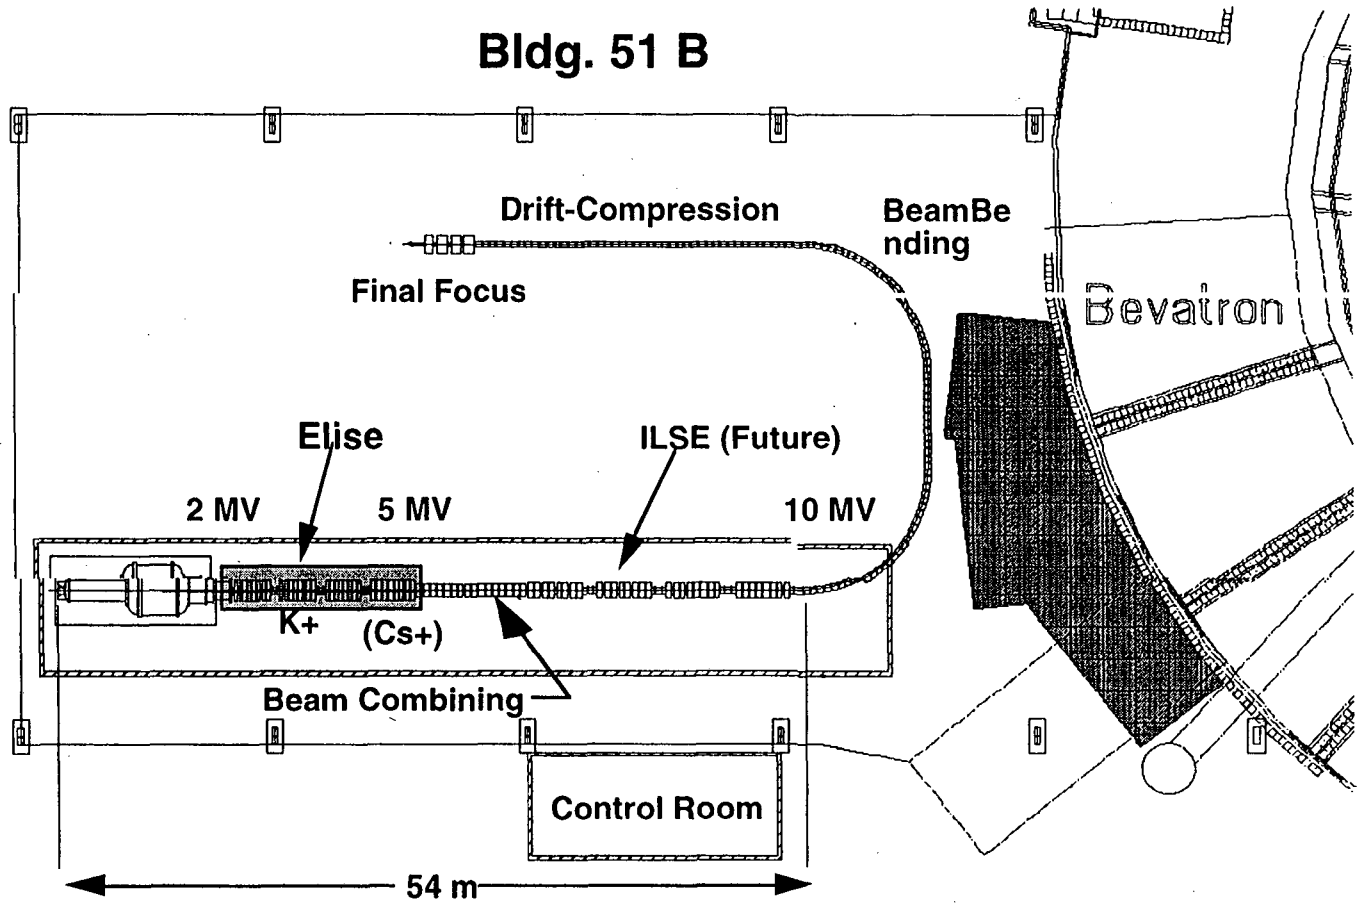 Bldg. 51 B
Drift-Compression
BeamBe
nding
Final Focus
Bevatron
Elise
ILSE (Future)
2 MV
5 MV
10 MV
K+
(Cs+)
Beam Combining
Control Room
54 m